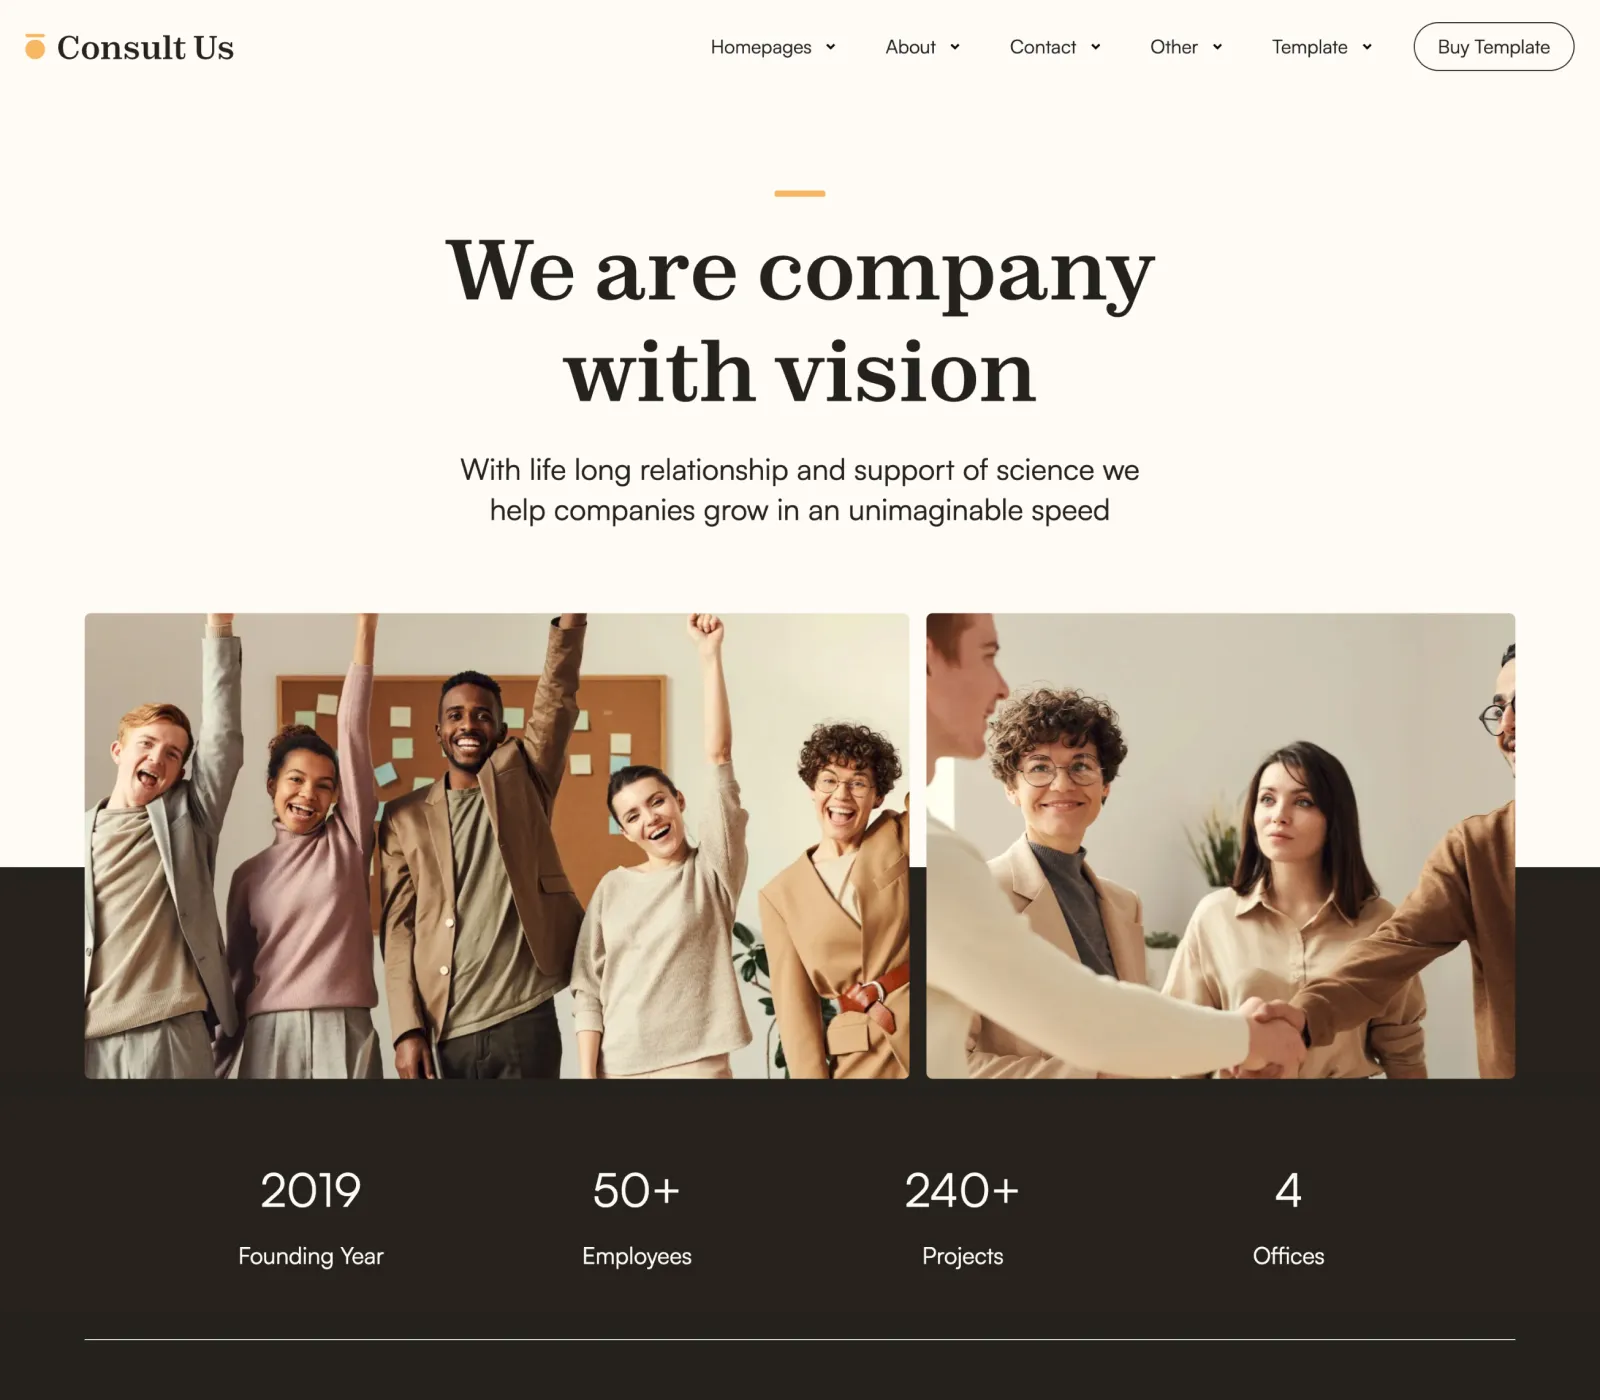 Consult Us
Homepages
About
Contact
Other
Template
Buy Template
We are company
with vision
With life long relationship and support of science we
help companies grow in an unimaginable speed
2019
Founding Year
50+
Employees
240+
Projects
4
Offices